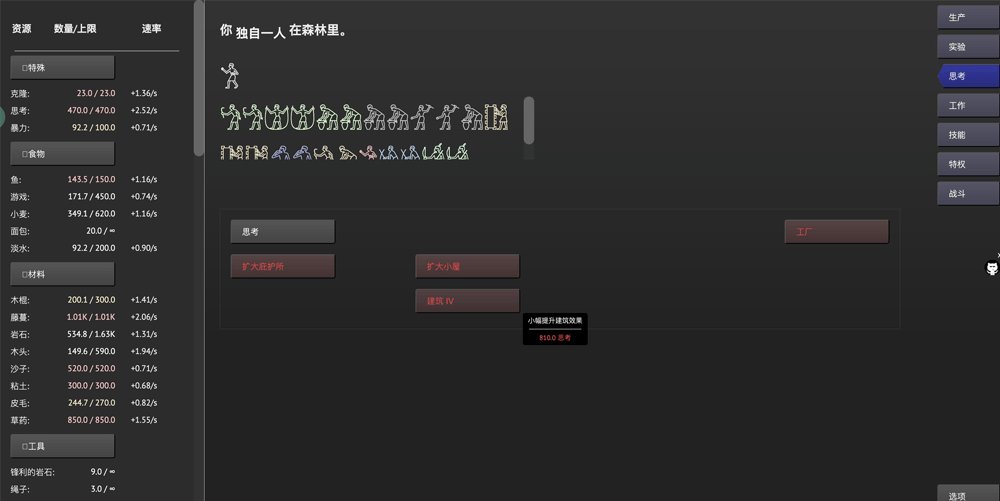 资源 数量/上限 速率
特殊
克隆: 23.0 / 23.0 +1.36/s
思考: 470.0 / 470.0 +2.52/s
暴力: 92.2 / 100.0 +0.71/s
食物
鱼: 143.5 / 150.0 +1.16/s
游戏: 171.7 / 450.0 +0.74/s
小麦: 349.1 / 620.0 +1.16/s
面包: 20.0 / ∞
淡水: 92.2 / 200.0 +0.90/s
材料
木棍: 200.1 / 300.0 +1.41/s
藤蔓: 1.01K / 1.01K +2.06/s
岩石: 534.8 / 1.63K +1.31/s
木头: 149.6 / 590.0 +1.94/s
沙子: 520.0 / 520.0 +0.71/s
粘土: 300.0 / 300.0 +0.68/s
皮毛: 244.7 / 270.0 +0.82/s
草药: 850.0 / 850.0 +1.55/s
工具
锋利的岩石: 9.0 / ∞
绳子: 3.0 / ∞
你 独自一人 在森林里。
思考 工厂
扩大庇护所 扩大小屋
建筑 IV
小幅提升建筑效果
810.0 思考
生产
实验
思考
工作
技能
特权
战斗
选项